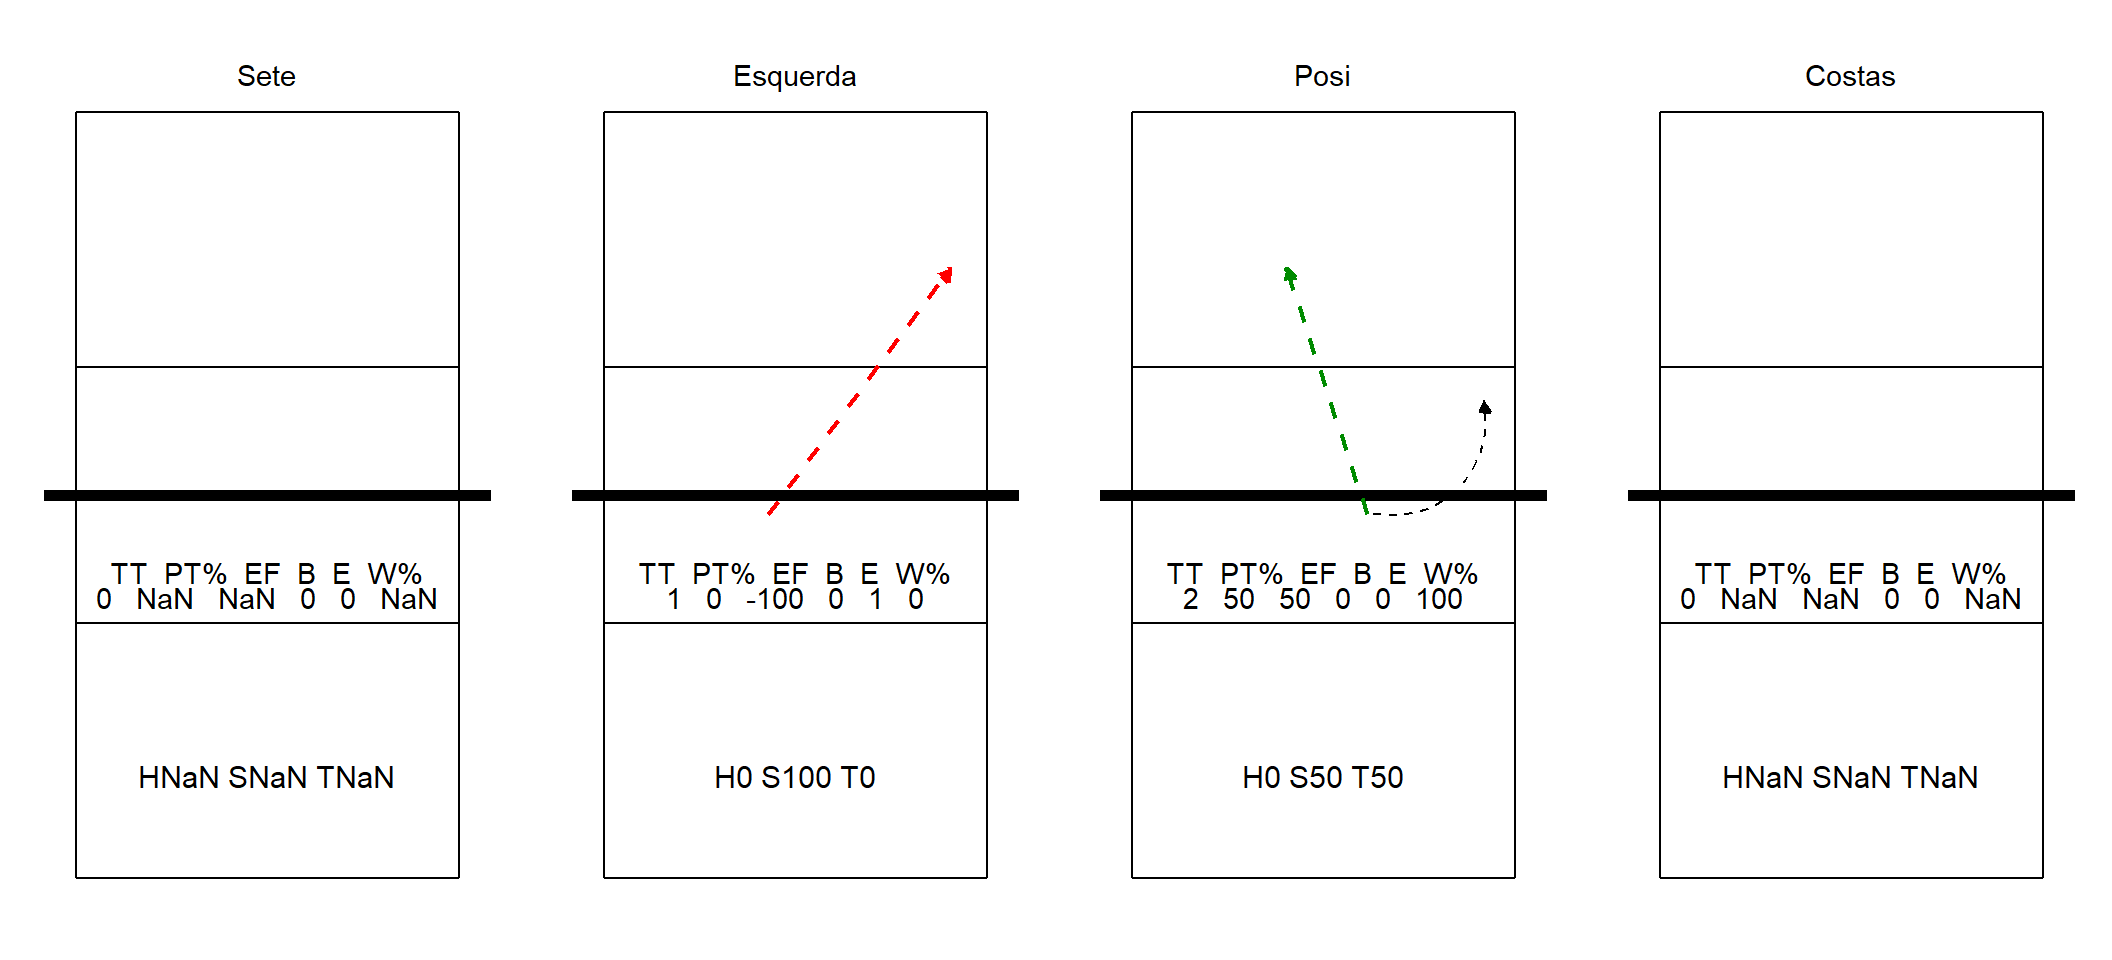 Sete
TT PT% EF B E W%
0 NaN NaN 0 0 NaN
HNaN SNaN TNaN
Esquerda
TT PT% EF B E W%
1 0 -100 0 1 0
H0 S100 T0
Posi
TT PT% EF B E W%
2 50 50 0 0 100
H0 S50 T50
Costas
TT PT% EF B E W%
0 NaN NaN 0 0 NaN
HNaN SNaN TNaN